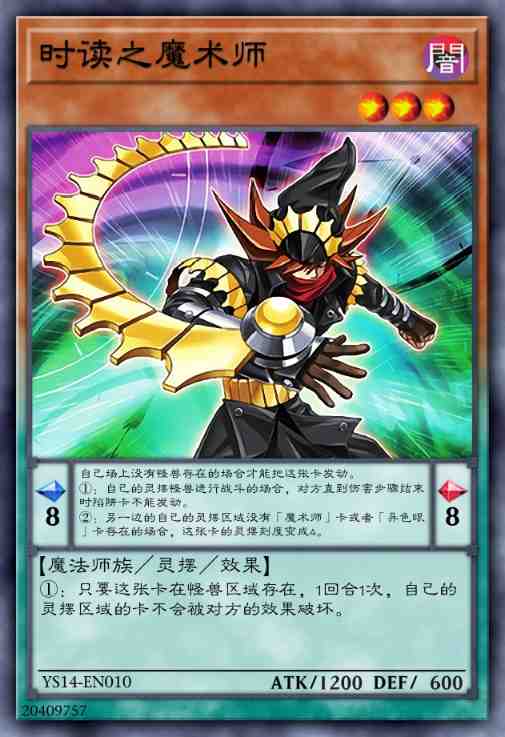 时读之魔术师
闇
自己场上没有怪兽存在的场合才能把这张卡发动。
①：自己的灵摆怪兽进行战斗的场合，对方直到伤害步骤结束
时陷阱卡不能发动。
②：另一边的自己的灵摆区域没有「魔术师」卡或者「异色眼
」卡存在的场合，这张卡的灵摆刻度变成4。
8
8
【魔法师族／灵摆／效果】
①：只要这张卡在怪兽区域存在，1回合1次，自己的
灵摆区域的卡不会被对方的效果破坏。
YS14-EN010 ATK/1200 DEF/ 600
20409757